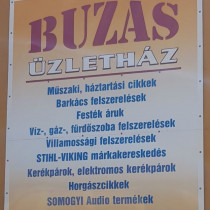 BUZÁS
ÜZLETHÁZ
Műszaki, háztartási cikkek
Barkács felszerelések
Festék áruk
Víz-, gáz-, fürdőszoba felszerelések
Villamossági felszerelések
STIHL-VIKING márkakereskedés
Kerékpárok, elektromos kerékpárok
Horgászcikkek
SOMOGYI Audio termékek